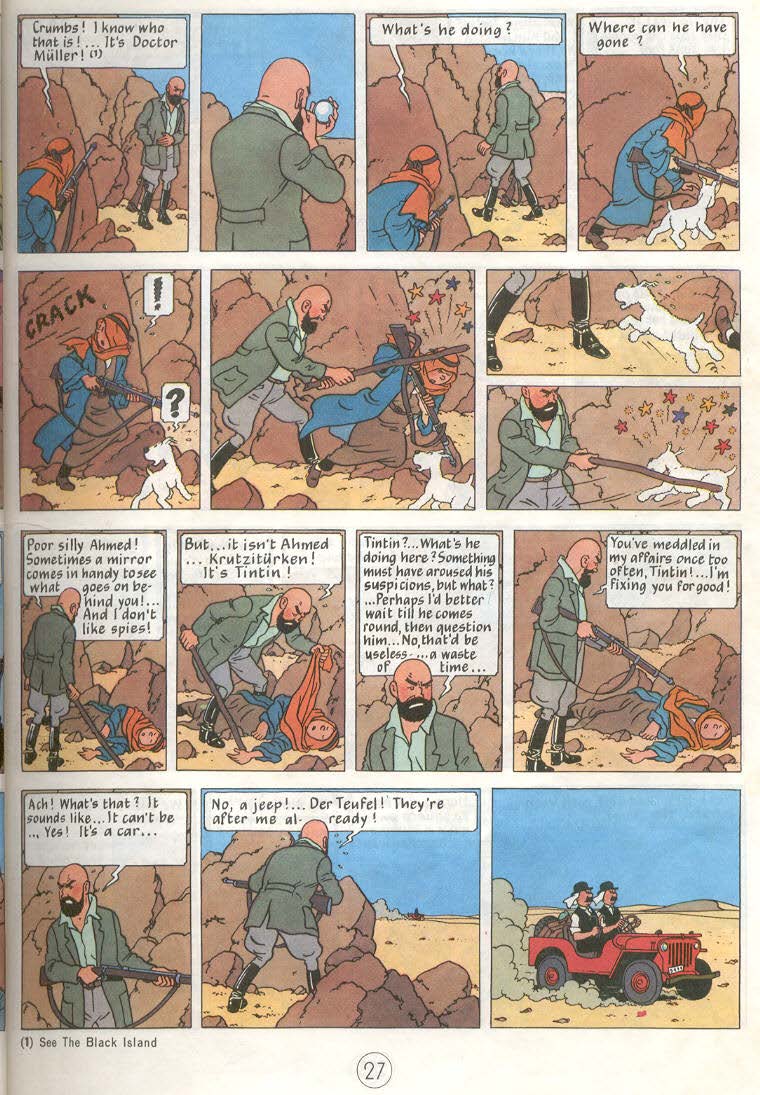 Crumbs! I know who
that is!... It's Doctor
Müller! (1)
What's he doing?
Where can he have
gone?
CRACK
!
?
Poor silly Ahmed!
Sometimes a mirror
comes in handy to see
what goes on be-
hind you!...
And I don't
like spies!
But... it isn't Ahmed
... Krutzitürken!
It's Tintin!
Tintin?... What's he
doing here? Something
must have aroused his
suspicions, but what?
...Perhaps I'd better
wait till he comes
round, then question
him... No, that'd be
useless-... a waste
of time...
You've meddled in
my affairs once too
often, Tintin!... I'm
fixing you for good!
Ach! What's that? It
sounds like... It can't be
... Yes! It's a car...
No, a jeep!... Der Teufel! They're
after me al- ready!
(1) See The Black Island
27